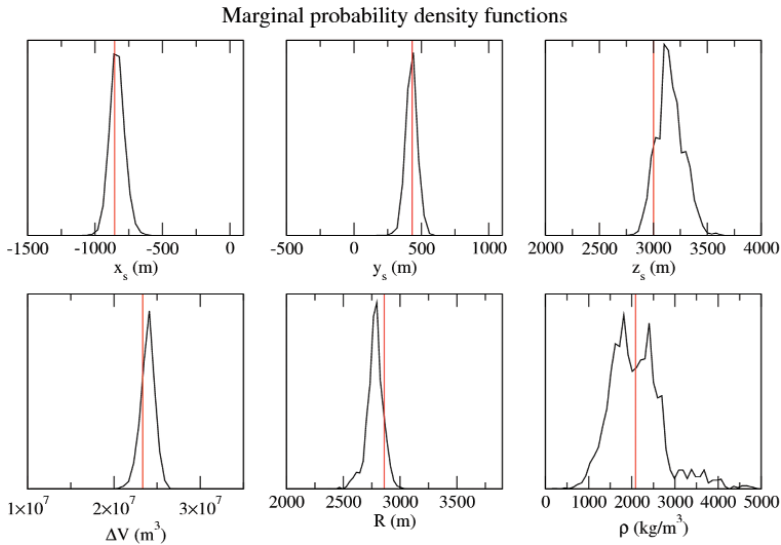 Marginal probability density functions
-1500 -1000 -500 0
x_s (m)
-500 0 500 1000
y_s (m)
2000 2500 3000 3500 4000
z_s (m)
1×10^7 2×10^7 3×10^7
ΔV (m^3)
2000 2500 3000 3500
R (m)
0 1000 2000 3000 4000 5000
ρ (kg/m^3)